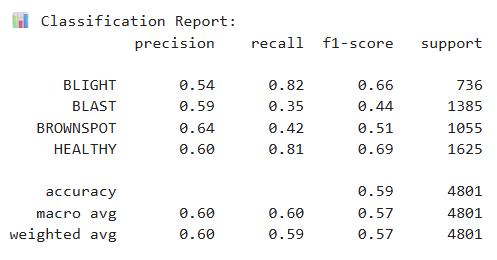 📊 Classification Report:
precision recall f1-score support
BLIGHT 0.54 0.82 0.66 736
BLAST 0.59 0.35 0.44 1385
BROWNSPOT 0.64 0.42 0.51 1055
HEALTHY 0.60 0.81 0.69 1625
accuracy 0.59 4801
macro avg 0.60 0.60 0.57 4801
weighted avg 0.60 0.59 0.57 4801